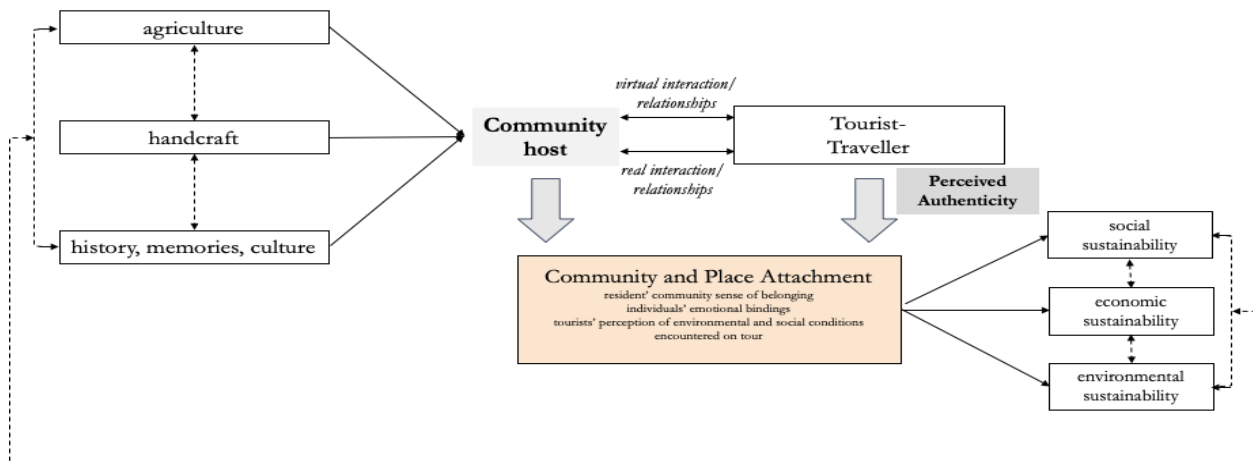 agriculture
handcraft
history, memories, culture
Community
host
virtual interaction/
relationships
real interaction/
relationships
Tourist-
Traveller
Perceived
Authenticity
Community and Place Attachment
resident' community sense of belonging
individuals' emotional bindings
tourists' perception of environmental and social conditions
encountered on tour
social
sustainability
economic
sustainability
environmental
sustainability